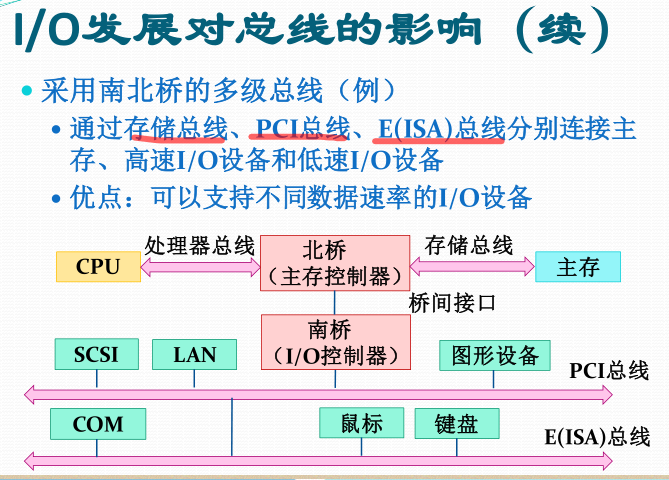 I/O发展对总线的影响（续）
采用南北桥的多级总线（例）
通过存储总线、PCI总线、E(ISA)总线分别连接主
存、高速I/O设备和低速I/O设备
优点：可以支持不同数据速率的I/O设备
处理器总线
北桥
存储总线
CPU
（主存控制器）
主存
桥间接口
南桥
SCSI
LAN
（I/O控制器）
图形设备
PCI总线
COM
鼠标
键盘
E(ISA)总线